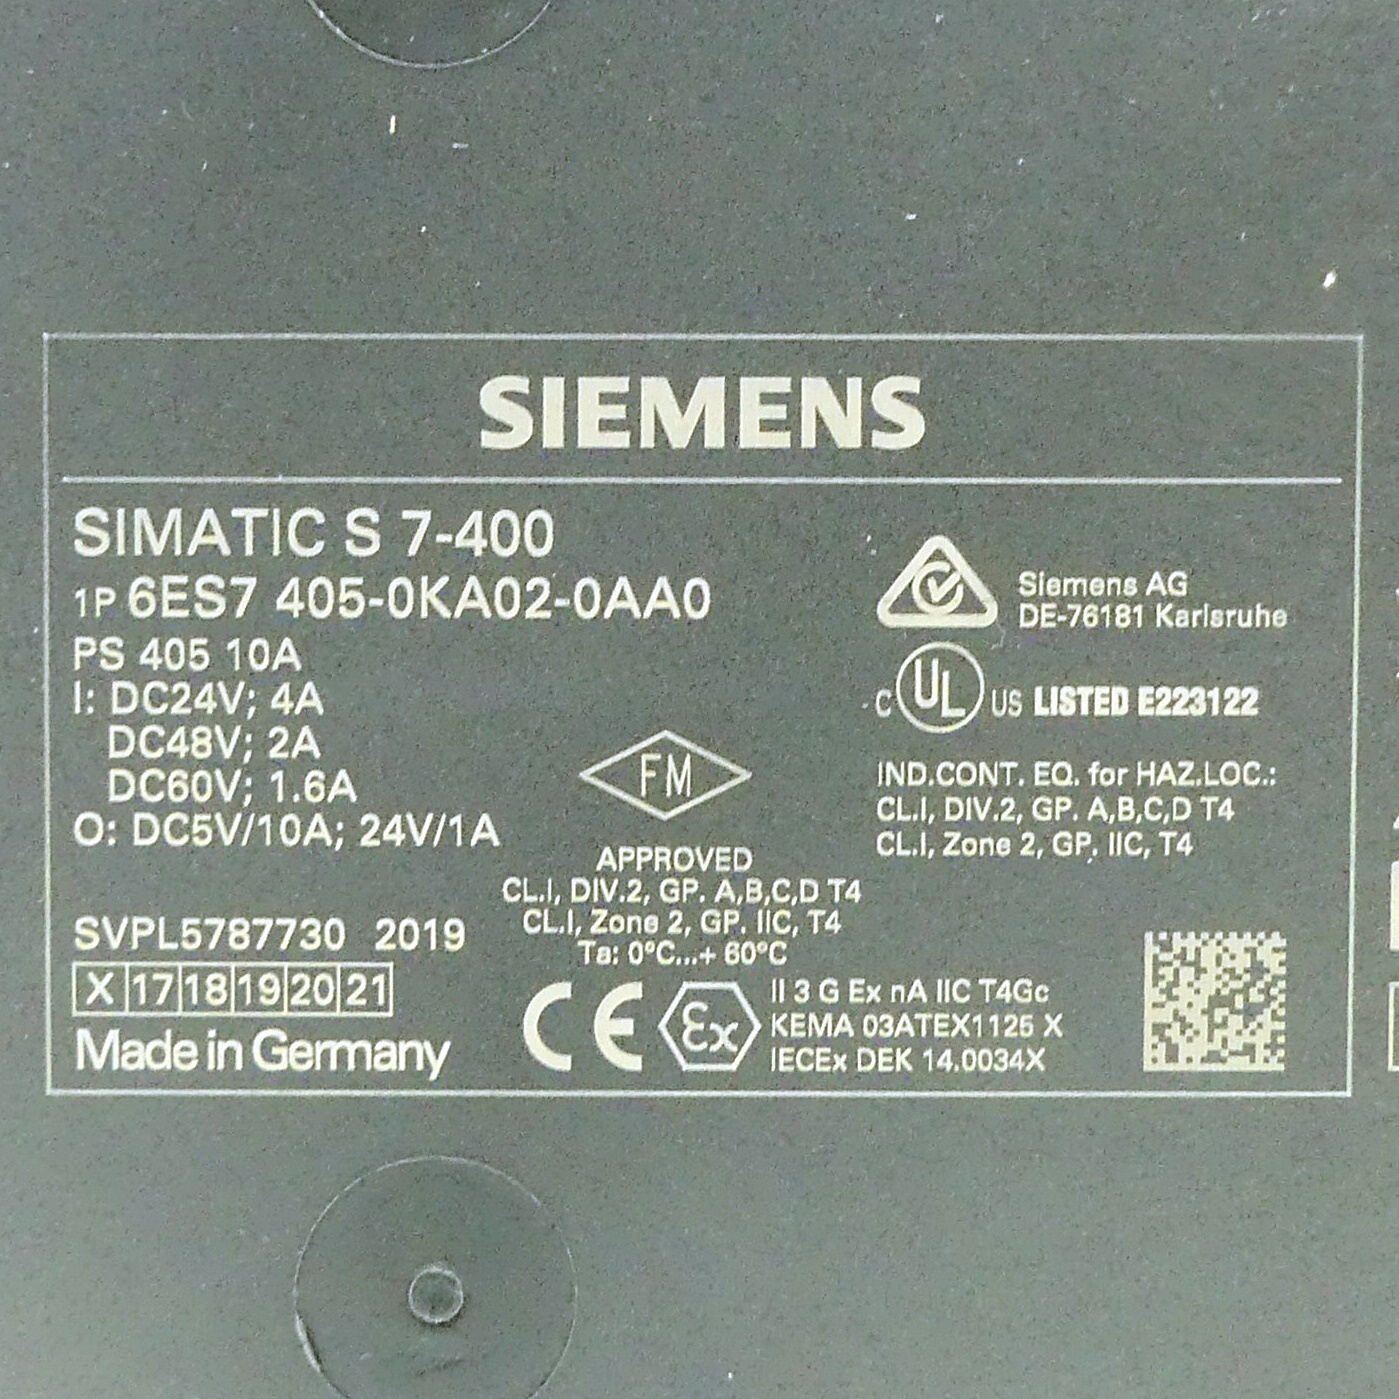 SIEMENS
SIMATIC S 7-400
1P 6ES7 405-0KA02-0AA0
PS 405 10A
I: DC24V; 4A
DC48V; 2A
DC60V; 1.6A
O: DC5V/10A; 24V/1A
SVPL5787730 2019
X 17 18 19 20 21
Made in Germany
FM
APPROVED
CL.I, DIV.2, GP. A,B,C,D T4
CL.I, Zone 2, GP. IIC, T4
Ta: 0°C...+ 60°C
CE Ex
II 3 G Ex nA IIC T4Gc
KEMA 03ATEX1125 X
IECEx DEK 14.0034X
Siemens AG
DE-76181 Karlsruhe
C UL US LISTED E223122
IND.CONT. EQ. for HAZ.LOC.:
CL.I, DIV.2, GP. A,B,C,D T4
CL.I, Zone 2, GP. IIC, T4